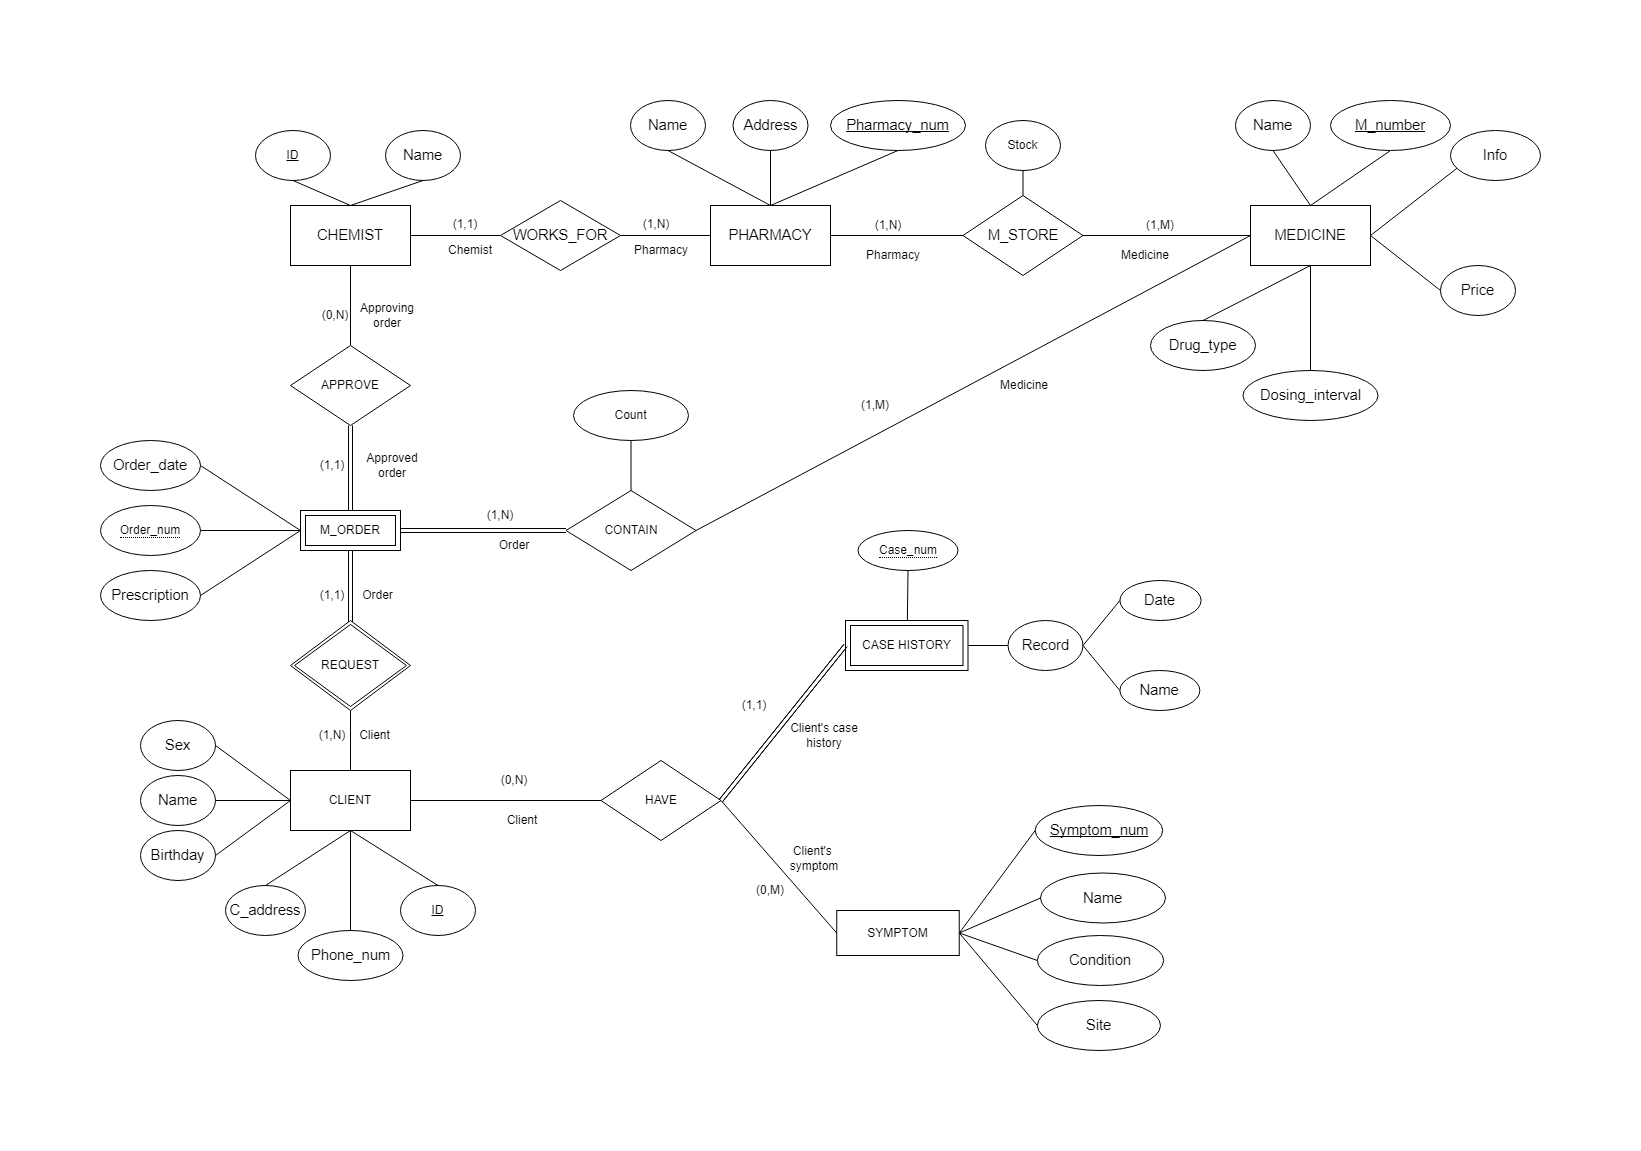 Name
Address
Pharmacy_num
Name
M_number
Stock
ID
Name
Info
(1,1)
(1,N)
(1,N)
(1,M)
CHEMIST
WORKS_FOR
PHARMACY
M_STORE
MEDICINE
Chemist
Pharmacy
Pharmacy
Medicine
Price
(0,N)
Approving
order
Drug_type
APPROVE
Medicine
Dosing_interval
(1,M)
Count
Order_date
(1,1)
Approved
order
(1,N)
Order_num
M_ORDER
CONTAIN
Order
Case_num
Prescription
(1,1)
Order
Date
CASE HISTORY
Record
REQUEST
Name
(1,1)
Client's case
history
(1,N)
Client
Sex
(0,N)
Name
CLIENT
HAVE
Client
Symptom_num
Birthday
Client's
symptom
(0,M)
Name
C_address
ID
SYMPTOM
Phone_num
Condition
Site